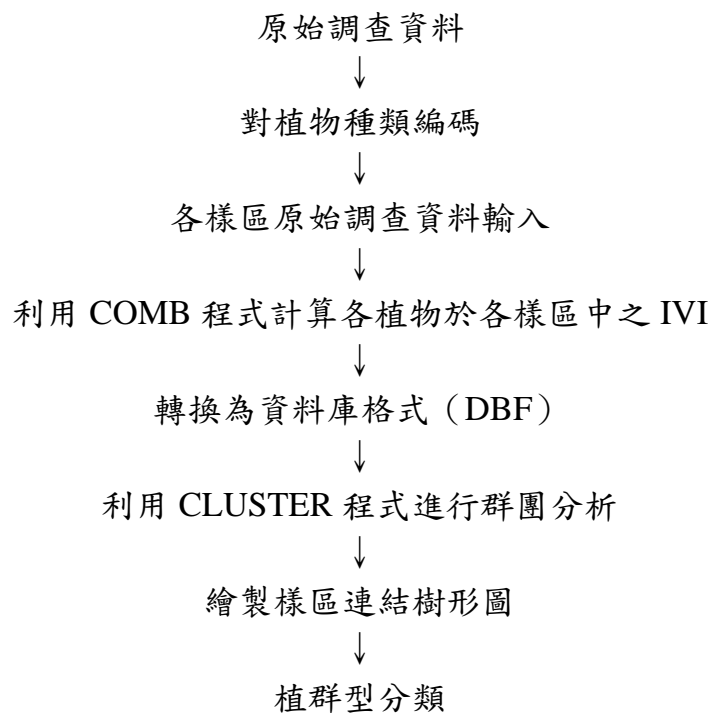 原始調查資料
↓
對植物種類編碼
↓
各樣區原始調查資料輸入
↓
利用 COMB 程式計算各植物於各樣區中之 IVI
↓
轉換為資料庫格式（DBF）
↓
利用 CLUSTER 程式進行群團分析
↓
繪製樣區連結樹形圖
↓
植群型分類